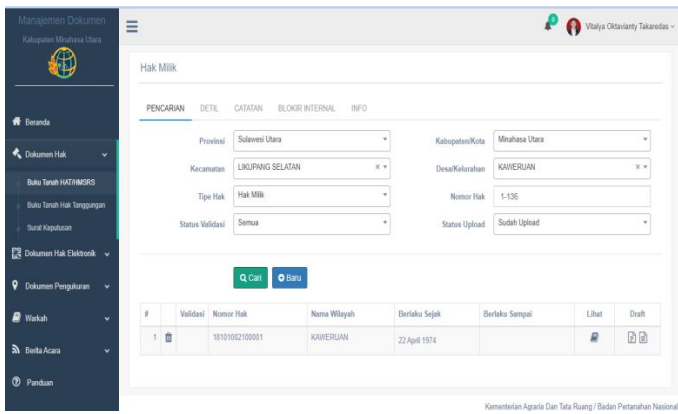 Manajemen Dokumen
Kabupaten Minahasa Utara
0
Vitalya Oktavianty Takaredas
Beranda
Dokumen Hak
Buku Tanah HAT/HMSRS
Buku Tanah Hak Tanggungan
Surat Keputusan
Dokumen Hak Elektronik
Dokumen Pengukuran
Warkah
Berita Acara
Panduan
Hak Milik
PENCARIAN DETIL CATATAN BLOKIR INTERNAL INFO
Provinsi Sulawesi Utara Kabupaten/Kota Minahasa Utara
Kecamatan LIKUPANG SELATAN x Desa/Kelurahan KAWERUAN x
Tipe Hak Hak Milik Nomor Hak 1-136
Status Validasi Semua Status Upload Sudah Upload
Cari Baru
# Validasi Nomor Hak Nama Wilayah Berlaku Sejak Berlaku Sampai Lihat Draft
1 18101002100001 KAWERUAN 22 April 1974
Kementerian Agraria Dan Tata Ruang / Badan Pertanahan Nasional